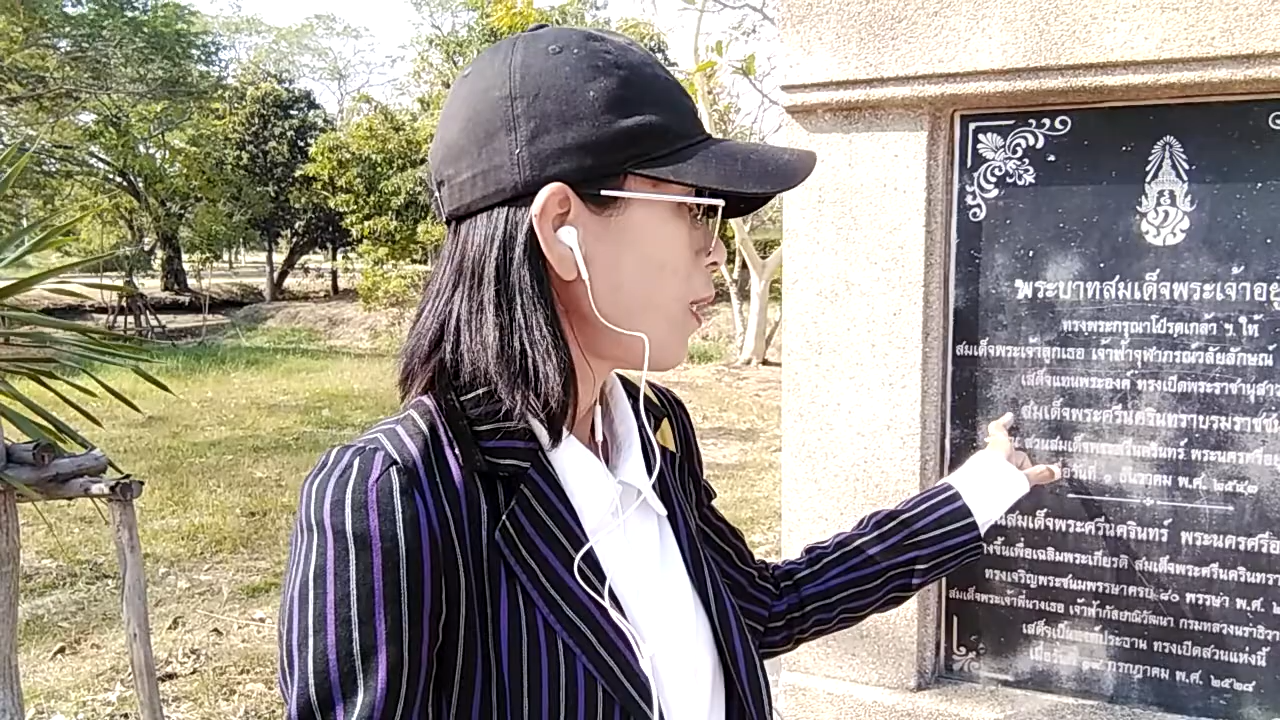 พระบาทสมเด็จพระเจ้าอยู่
ทรงพระกรุณาโปรดเกล้า ฯ ให้
สมเด็จพระเจ้าลูกเธอ เจ้าฟ้าจุฬาภรณวลัยลักษณ์
เสด็จแทนพระองค์ ทรงเปิดพระราชานุสาว
สมเด็จพระศรีนครินทราบรมราชชน
สวนสมเด็จพระศรีนครินทร์ พระนครศรีอยุ
วันที่ ๑ ธันวาคม พ.ศ. ๒๕๔๓
สมเด็จพระศรีนครินทร์ พระนครศรีอ
างขึ้นเพื่อเฉลิมพระเกียรติ สมเด็จพระศรีนครินทรา
ทรงเจริญพระชนมพรรษาครบ ๘๐ พรรษา พ.ศ.
สมเด็จพระเจ้าพี่นางเธอ เจ้าฟ้ากัลยาณิวัฒนา กรมหลวงนราธิวา
เสด็จเป็นองค์ประธาน ทรงเปิดสวนแห่งนี้
เมื่อวันที่ ๑๙ กรกฎาคม พ.ศ. ๒๕๒๘